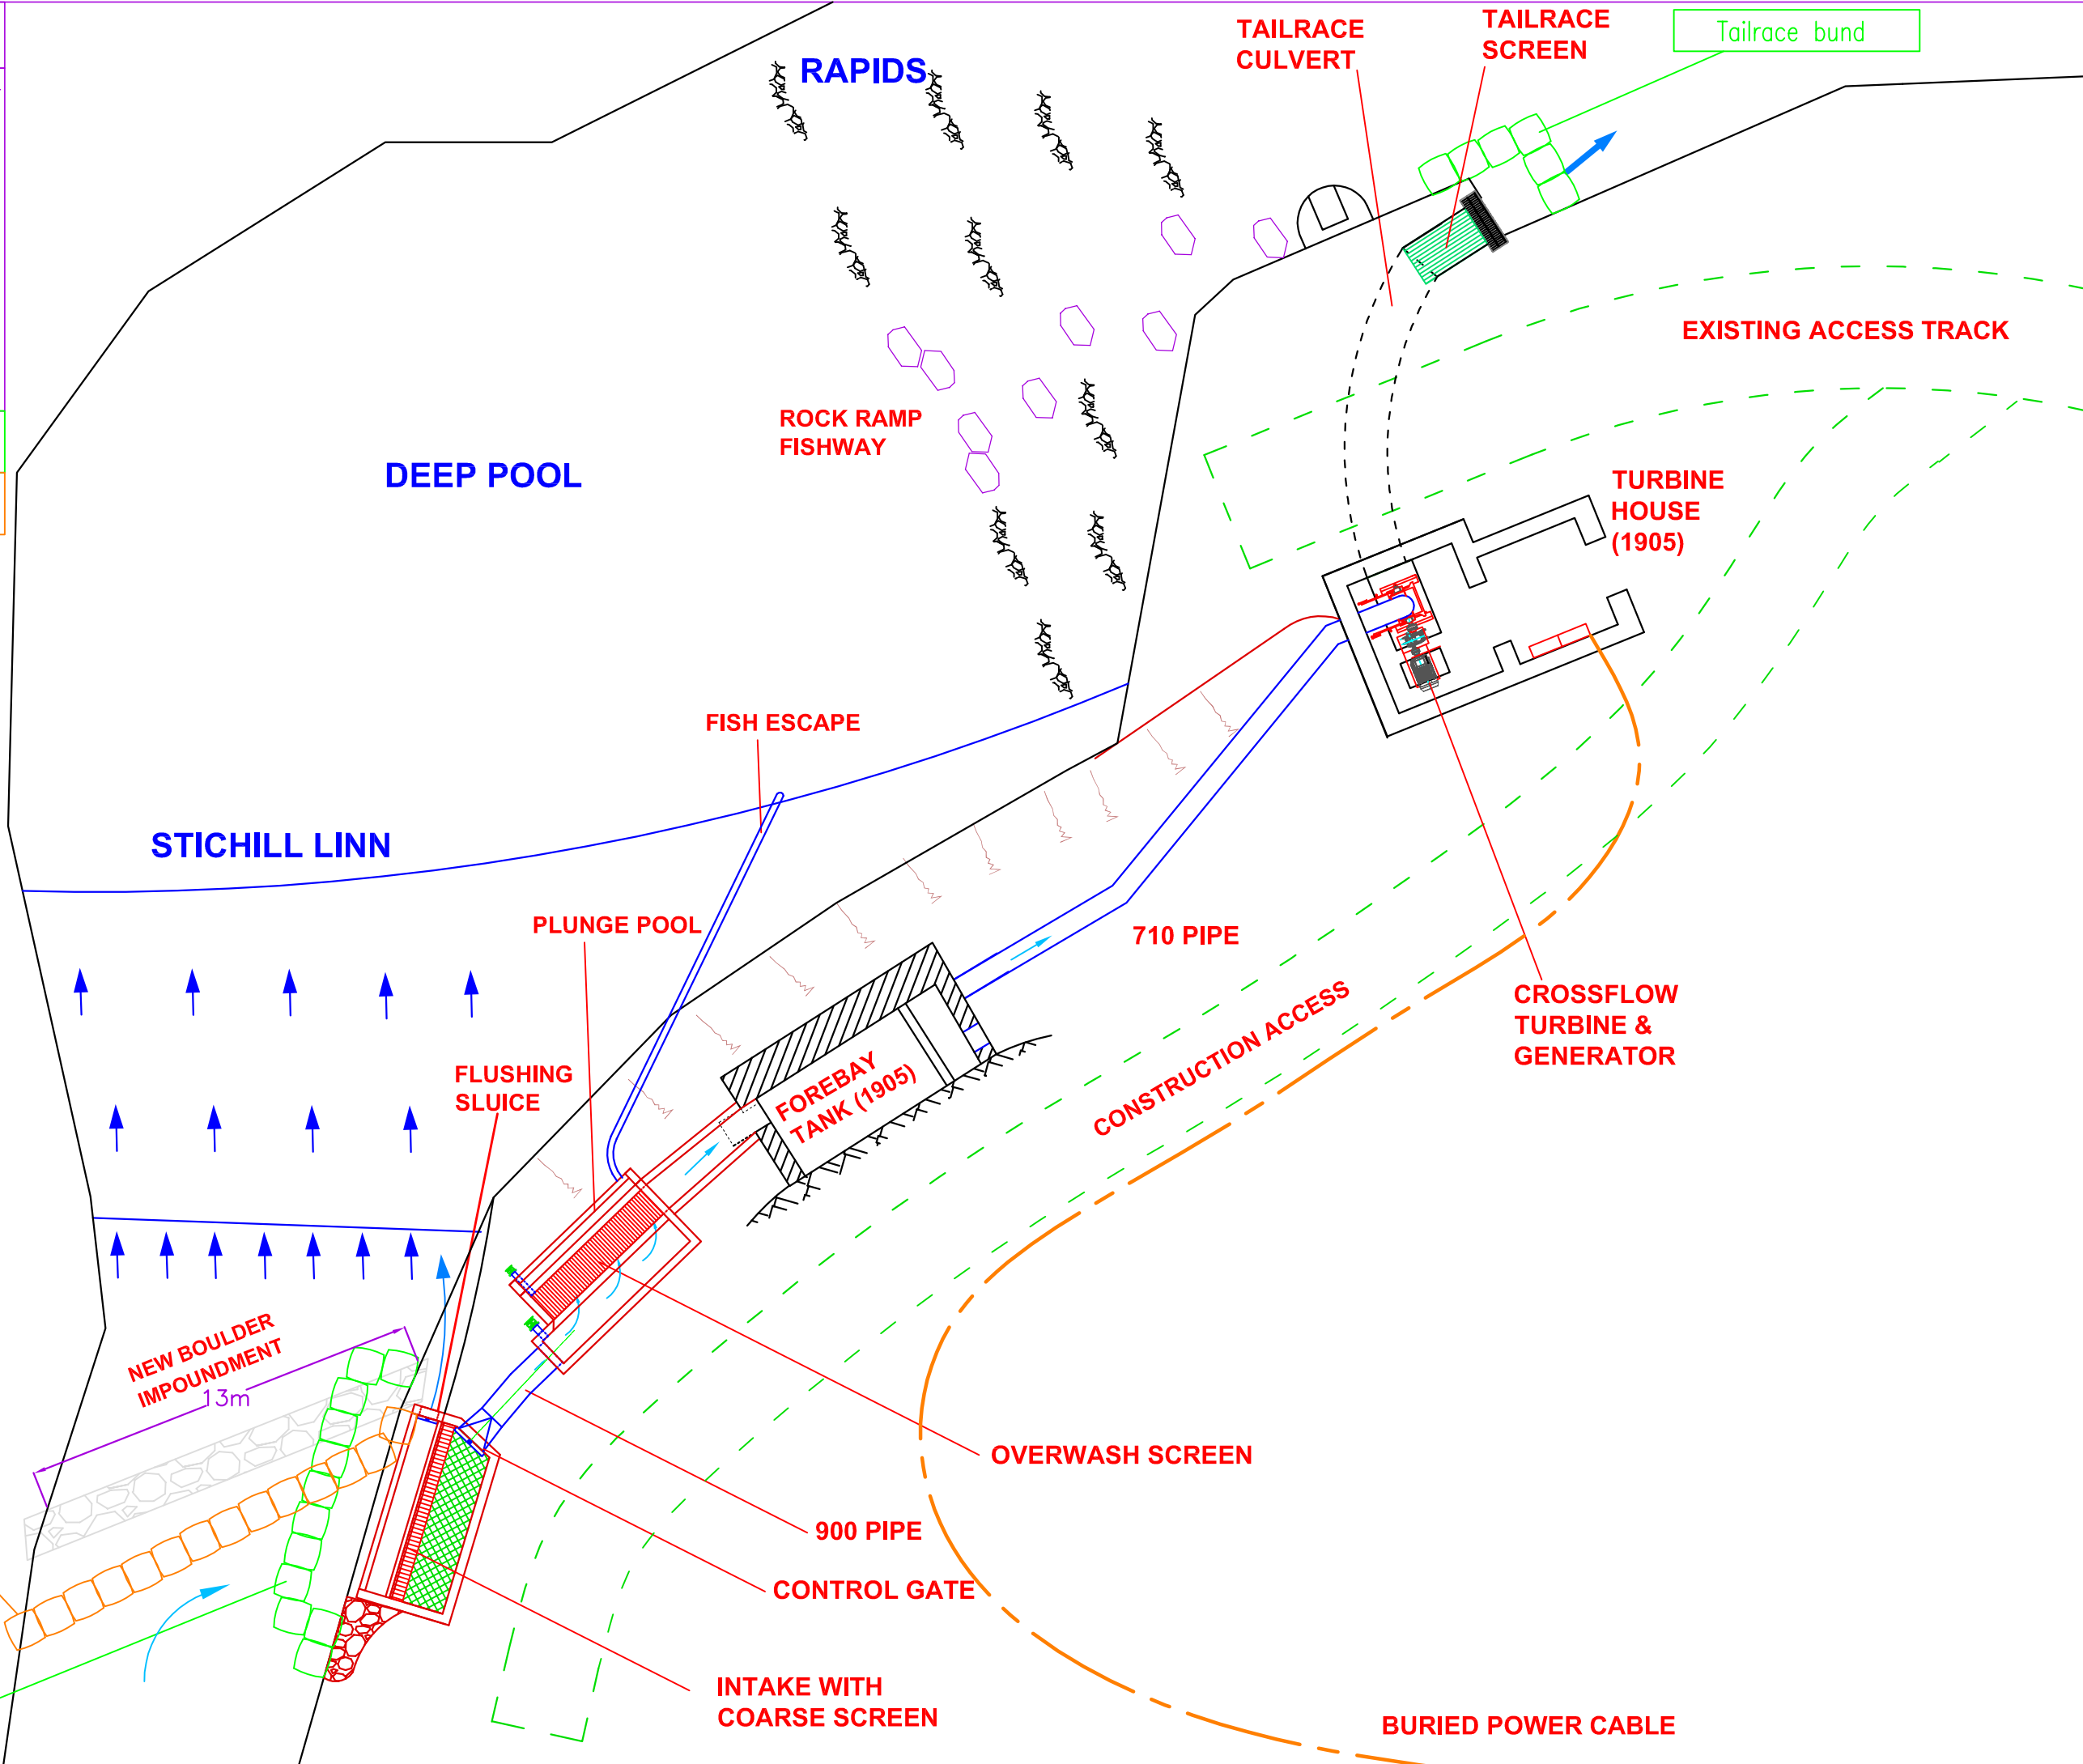 TAILRACE
CULVERT
TAILRACE
SCREEN
Tailrace bund
RAPIDS
EXISTING ACCESS TRACK
ROCK RAMP
FISHWAY
DEEP POOL
TURBINE
HOUSE
(1905)
FISH ESCAPE
STICHILL LINN
PLUNGE POOL
710 PIPE
CROSSFLOW
TURBINE &
GENERATOR
CONSTRUCTION ACCESS
FLUSHING
SLUICE
FOREBAY
TANK (1905)
NEW BOULDER
IMPOUNDMENT
13m
OVERWASH SCREEN
900 PIPE
CONTROL GATE
INTAKE WITH
COARSE SCREEN
BURIED POWER CABLE